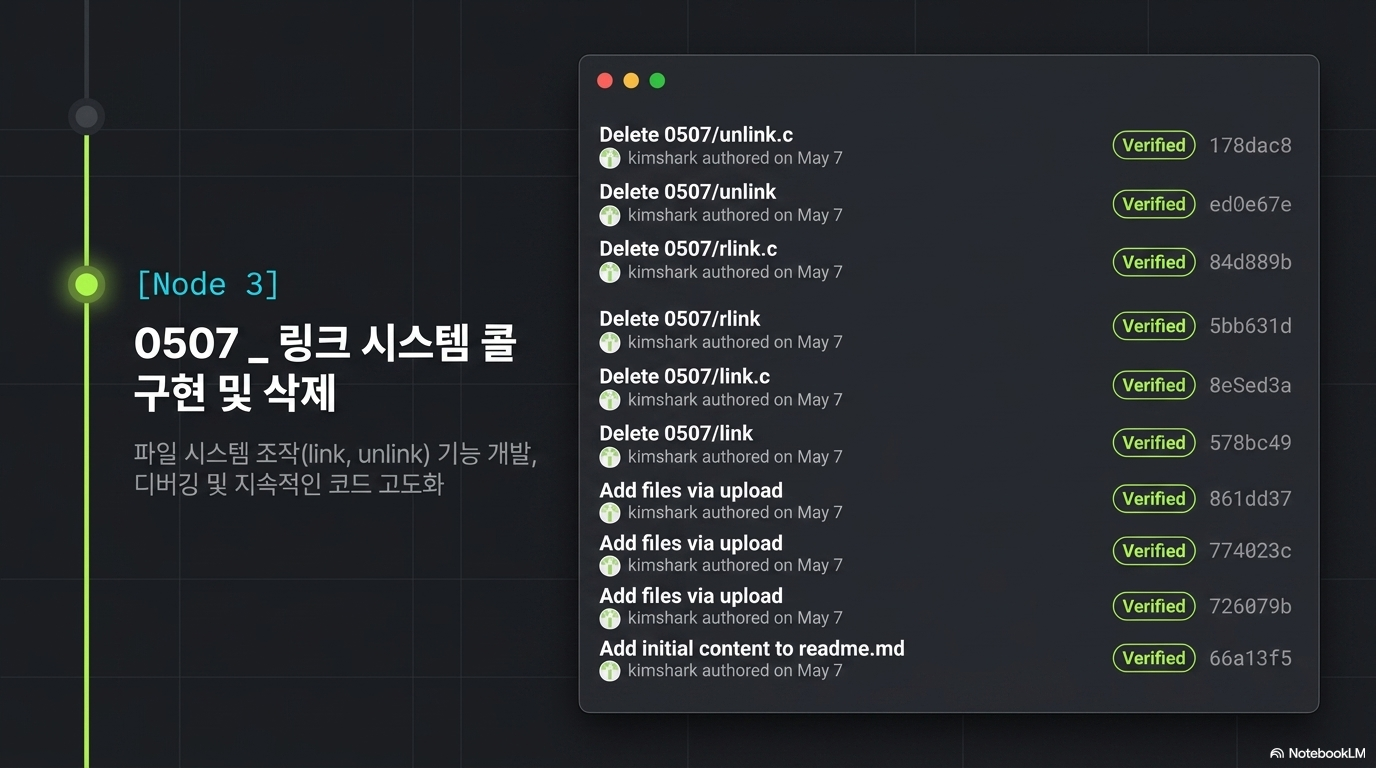 [Node 3]
0507 _ 링크 시스템 콜
구현 및 삭제
파일 시스템 조작(link, unlink) 기능 개발,
디버깅 및 지속적인 코드 고도화
Delete 0507/unlink.c
kimshark authored on May 7
Verified 178dac8
Delete 0507/unlink
kimshark authored on May 7
Verified ed0e67e
Delete 0507/rlink.c
kimshark authored on May 7
Verified 84d889b
Delete 0507/rlink
kimshark authored on May 7
Verified 5bb631d
Delete 0507/link.c
kimshark authored on May 7
Verified 8eSed3a
Delete 0507/link
kimshark authored on May 7
Verified 578bc49
Add files via upload
kimshark authored on May 7
Verified 861dd37
Add files via upload
kimshark authored on May 7
Verified 774023c
Add files via upload
kimshark authored on May 7
Verified 726079b
Add initial content to readme.md
kimshark authored on May 7
Verified 66a13f5
NotebookLM